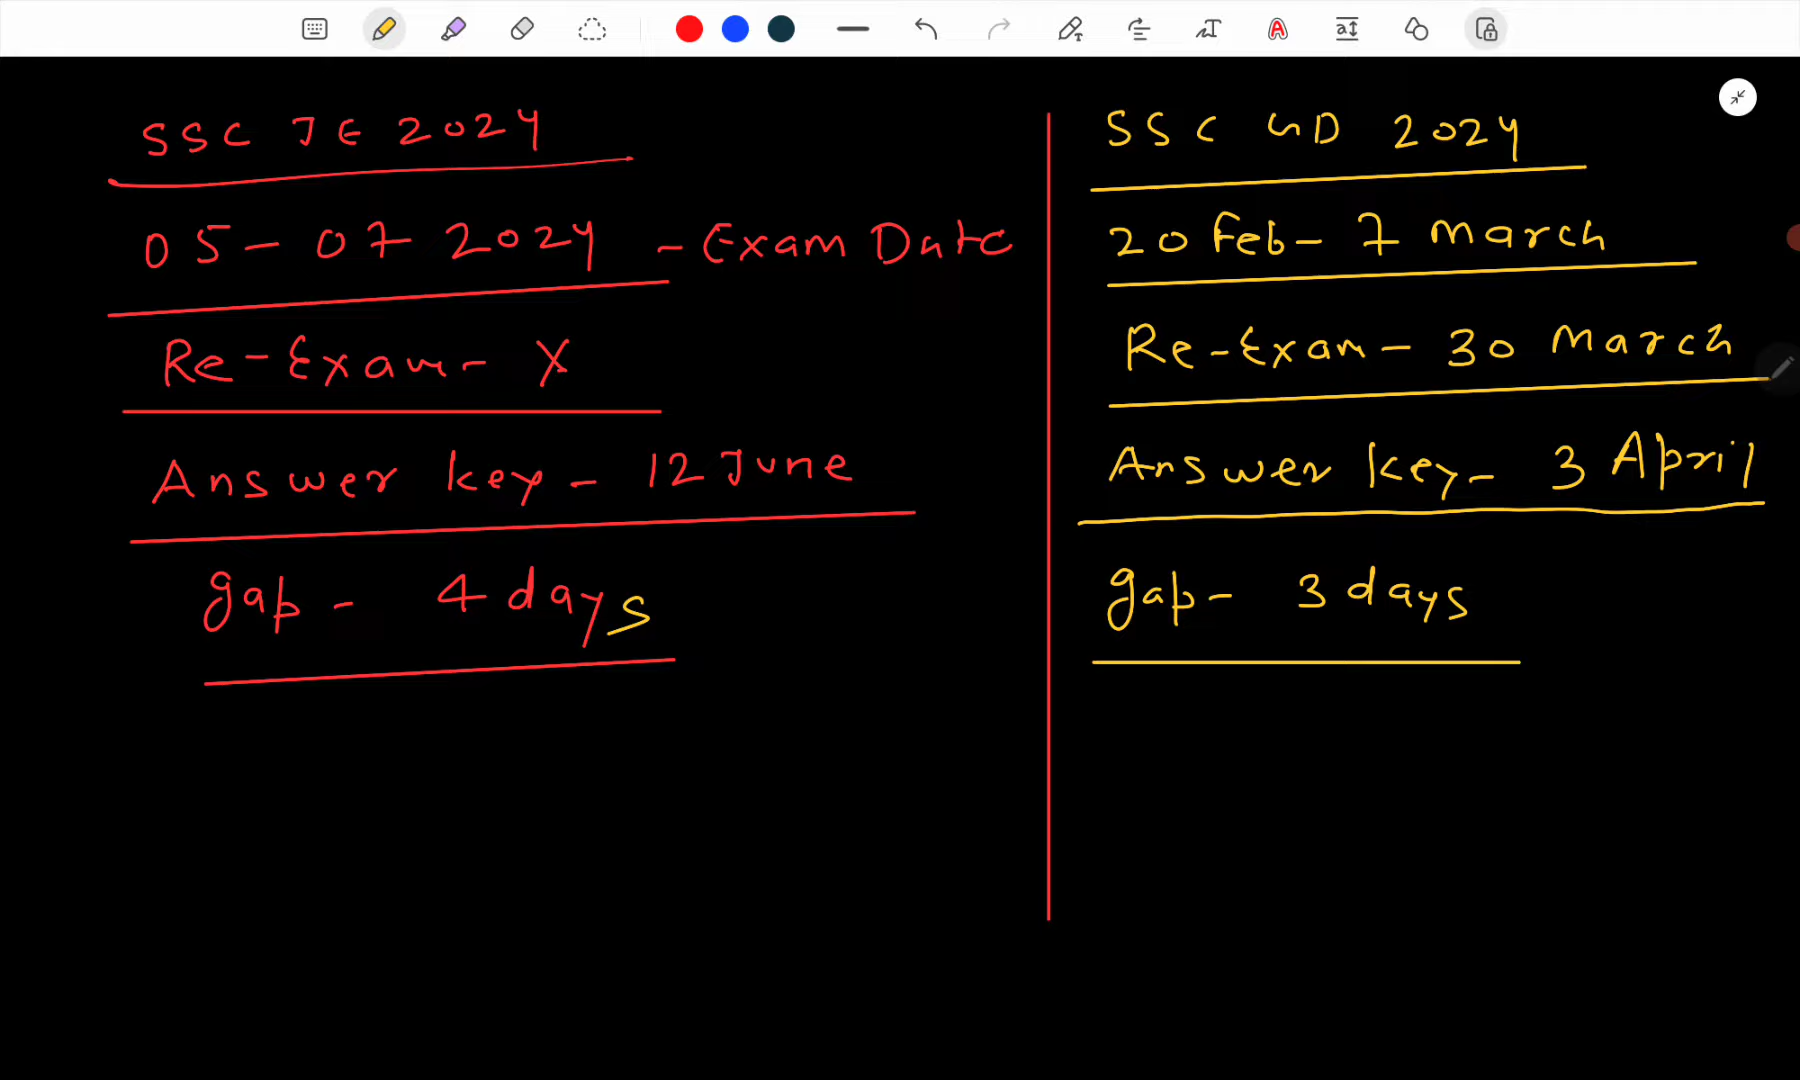 SSC JE 2024
05-07 2024 - Exam Date
Re-Exam- X
Answer key - 12 June
gap - 4 days
SSC GD 2024
20 Feb- 7 March
Re-Exam- 30 March
Answer key- 3 April
gap- 3 days